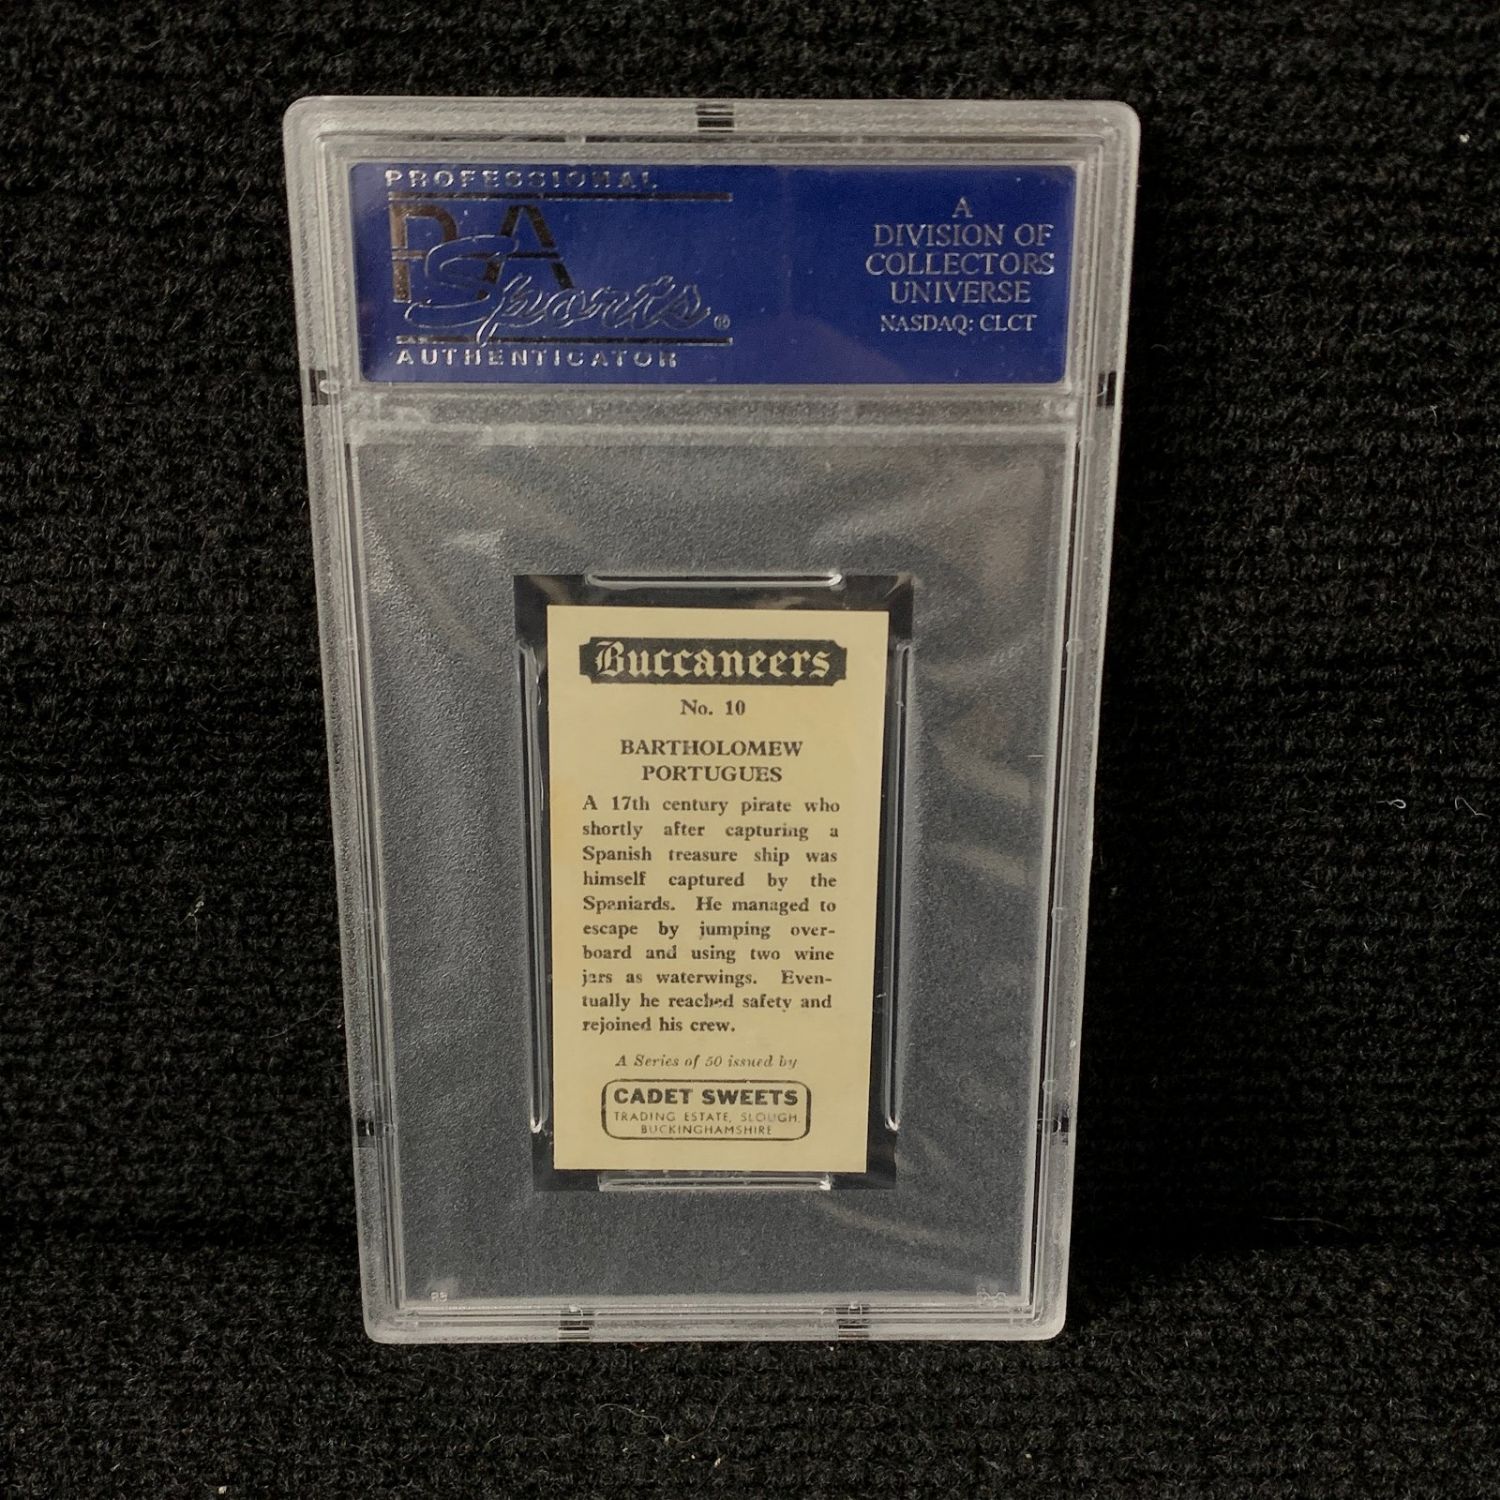 PROFESSIONAL
PSA
Sports®
AUTHENTICATOR
A
DIVISION OF
COLLECTORS
UNIVERSE
NASDAQ: CLCT
Buccaneers
No. 10
BARTHOLOMEW
PORTUGUES
A 17th century pirate who
shortly after capturing a
Spanish treasure ship was
himself captured by the
Spaniards. He managed to
escape by jumping over-
board and using two wine
jars as waterwings. Even-
tually he reached safety and
rejoined his crew.
A Series of 50 issued by
CADET SWEETS
TRADING ESTATE, SLOUGH,
BUCKINGHAMSHIRE